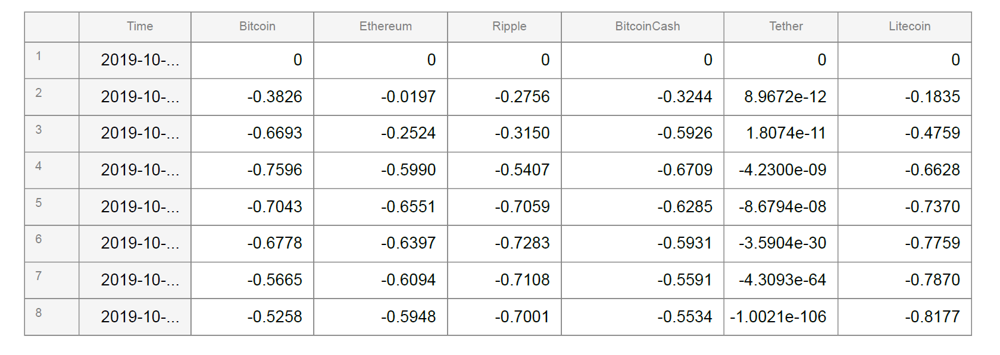 Time Bitcoin Ethereum Ripple BitcoinCash Tether Litecoin
1 2019-10-... 0 0 0 0 0 0
2 2019-10-... -0.3826 -0.0197 -0.2756 -0.3244 8.9672e-12 -0.1835
3 2019-10-... -0.6693 -0.2524 -0.3150 -0.5926 1.8074e-11 -0.4759
4 2019-10-... -0.7596 -0.5990 -0.5407 -0.6709 -4.2300e-09 -0.6628
5 2019-10-... -0.7043 -0.6551 -0.7059 -0.6285 -8.6794e-08 -0.7370
6 2019-10-... -0.6778 -0.6397 -0.7283 -0.5931 -3.5904e-30 -0.7759
7 2019-10-... -0.5665 -0.6094 -0.7108 -0.5591 -4.3093e-64 -0.7870
8 2019-10-... -0.5258 -0.5948 -0.7001 -0.5534 -1.0021e-106 -0.8177